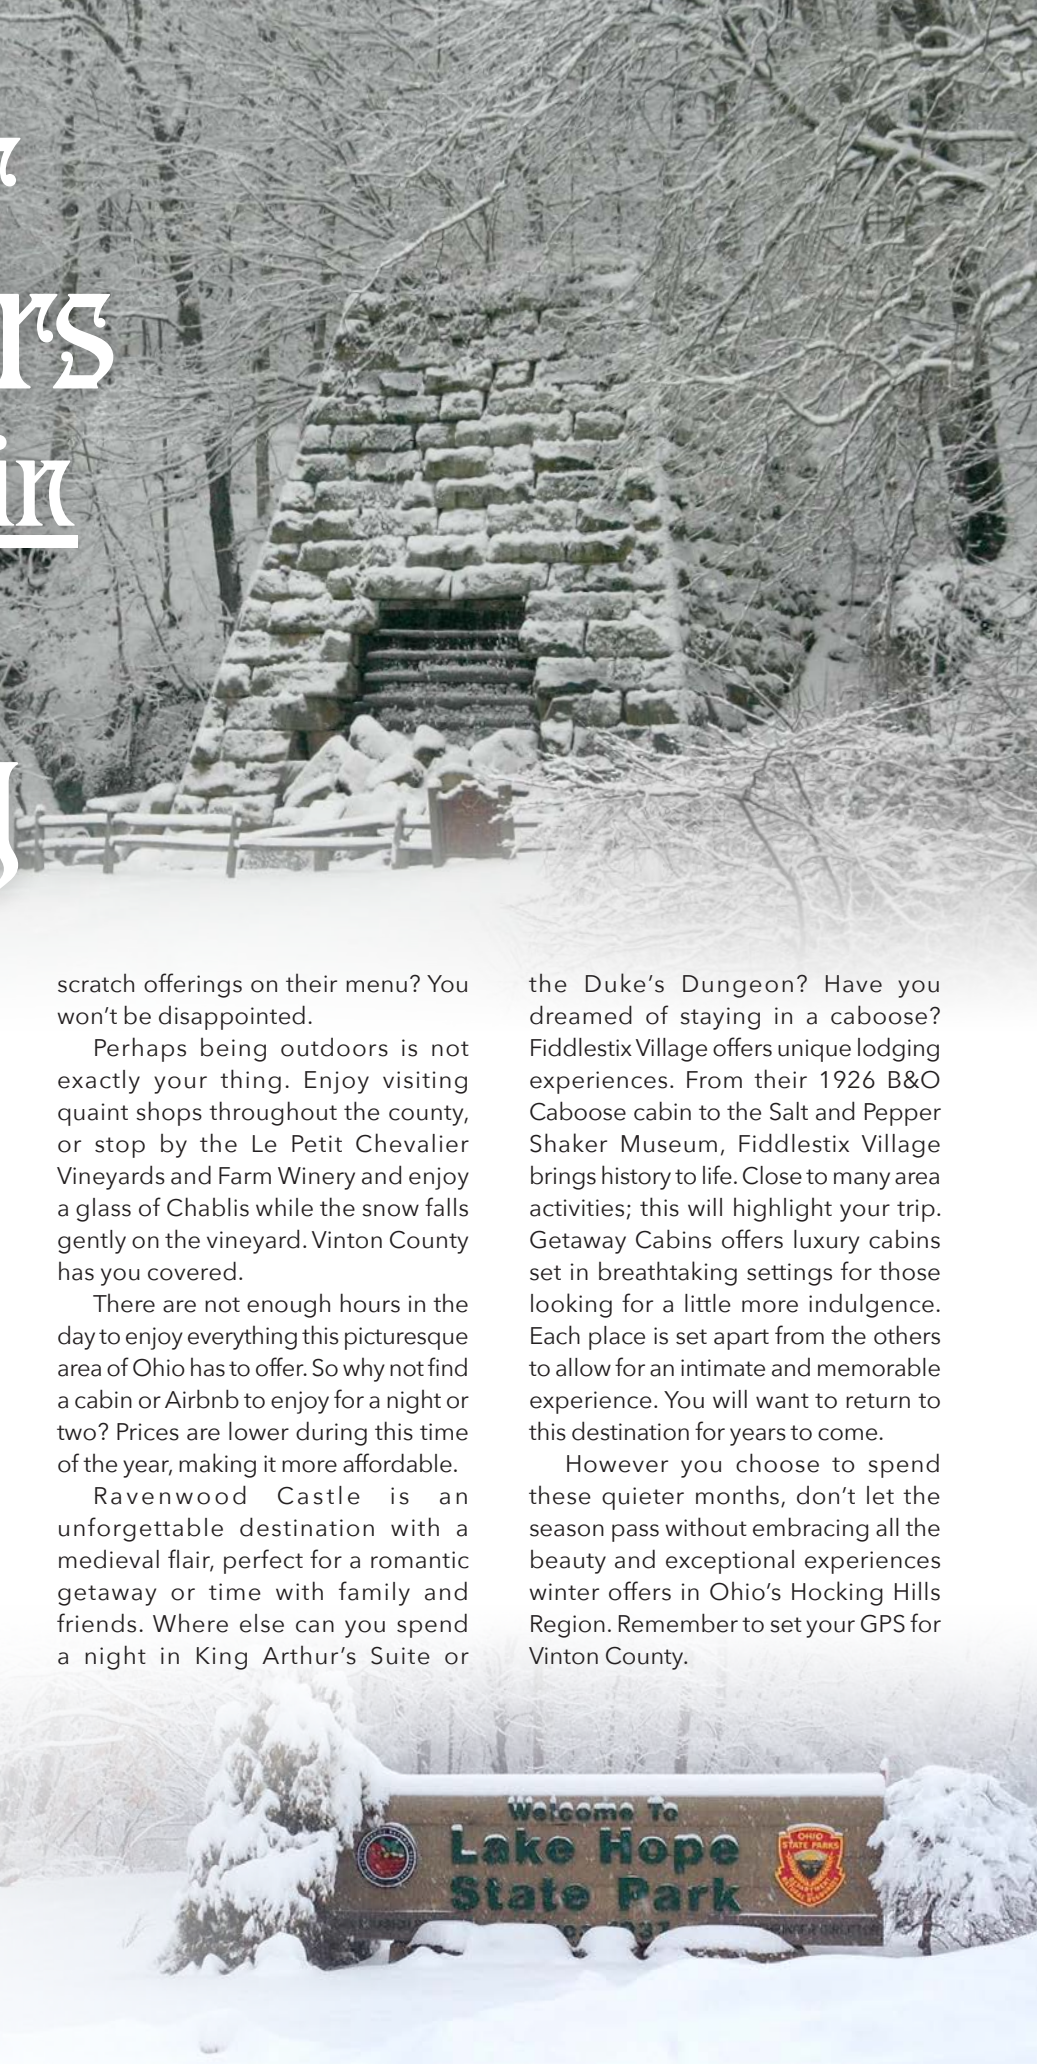 rs
in
g
scratch offerings on their menu? You
won't be disappointed.
Perhaps being outdoors is not
exactly your thing. Enjoy visiting
quaint shops throughout the county,
or stop by the Le Petit Chevalier
Vineyards and Farm Winery and enjoy
a glass of Chablis while the snow falls
gently on the vineyard. Vinton County
has you covered.
There are not enough hours in the
day to enjoy everything this picturesque
area of Ohio has to offer. So why not find
a cabin or Airbnb to enjoy for a night or
two? Prices are lower during this time
of the year, making it more affordable.
Ravenwood Castle is an
unforgettable destination with a
medieval flair, perfect for a romantic
getaway or time with family and
friends. Where else can you spend
a night in King Arthur's Suite or
the Duke's Dungeon? Have you
dreamed of staying in a caboose?
Fiddlestix Village offers unique lodging
experiences. From their 1926 B&O
Caboose cabin to the Salt and Pepper
Shaker Museum, Fiddlestix Village
brings history to life. Close to many area
activities; this will highlight your trip.
Getaway Cabins offers luxury cabins
set in breathtaking settings for those
looking for a little more indulgence.
Each place is set apart from the others
to allow for an intimate and memorable
experience. You will want to return to
this destination for years to come.
However you choose to spend
these quieter months, don't let the
season pass without embracing all the
beauty and exceptional experiences
winter offers in Ohio's Hocking Hills
Region. Remember to set your GPS for
Vinton County.
Welcome To
Lake Hope
State Park
OHIO
STATE PARKS